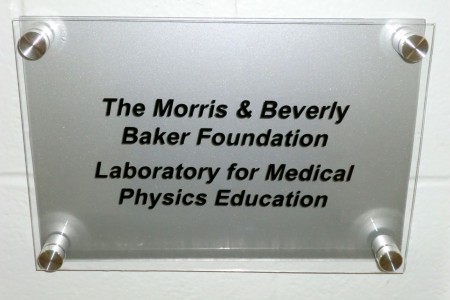 The Morris & Beverly
Baker Foundation
Laboratory for Medical
Physics Education